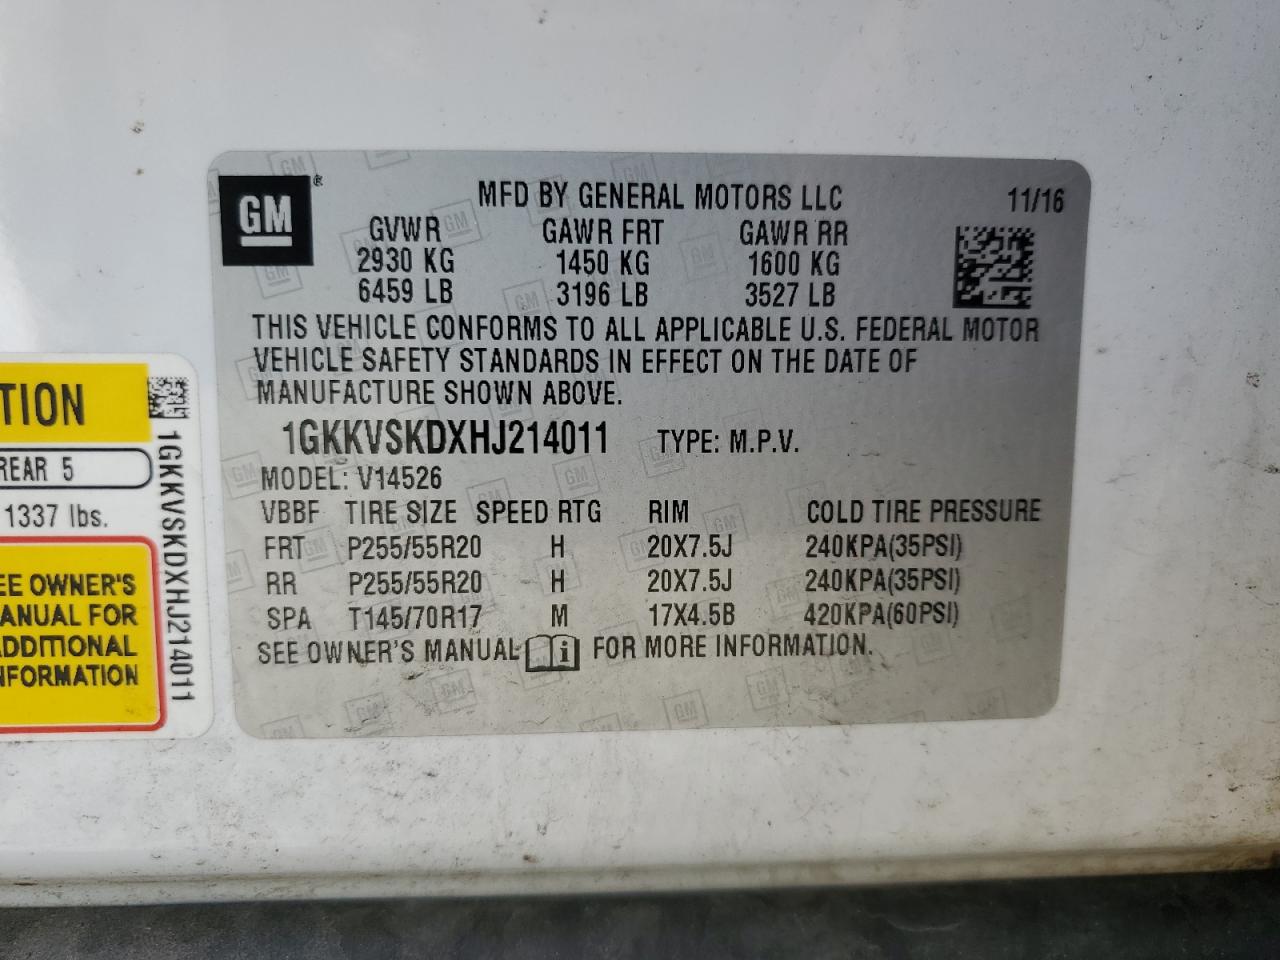 GM
®
MFD BY GENERAL MOTORS LLC 11/16
GVWR GAWR FRT GAWR RR
2930 KG 1450 KG 1600 KG
6459 LB 3196 LB 3527 LB
THIS VEHICLE CONFORMS TO ALL APPLICABLE U.S. FEDERAL MOTOR
VEHICLE SAFETY STANDARDS IN EFFECT ON THE DATE OF
MANUFACTURE SHOWN ABOVE.
1GKKVSKDXHJ214011 TYPE: M.P.V.
MODEL: V14526
VBBF TIRE SIZE SPEED RTG RIM COLD TIRE PRESSURE
FRT P255/55R20 H 20X7.5J 240KPA(35PSI)
RR P255/55R20 H 20X7.5J 240KPA(35PSI)
SPA T145/70R17 M 17X4.5B 420KPA(60PSI)
SEE OWNER'S MANUAL i FOR MORE INFORMATION.
TION
REAR 5
1337 lbs.
EE OWNER'S
ANUAL FOR
DDITIONAL
FORMATION
1GKKVSKDXHJ214011